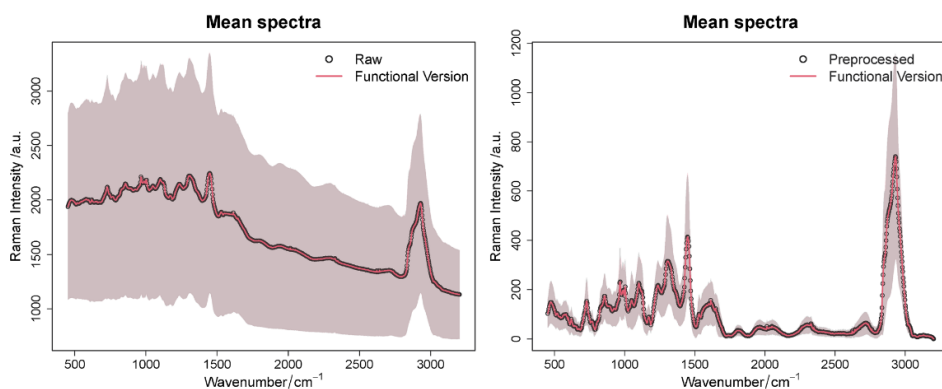 Mean spectra
Raw
Functional Version
Raman Intensity /a.u.
3000
2500
2000
1500
1000
500 1000 1500 2000 2500 3000
Wavenumber/cm−1
Mean spectra
Preprocessed
Functional Version
Raman Intensity /a.u.
1200
1000
800
600
400
200
0
500 1000 1500 2000 2500 3000
Wavenumber/cm−1